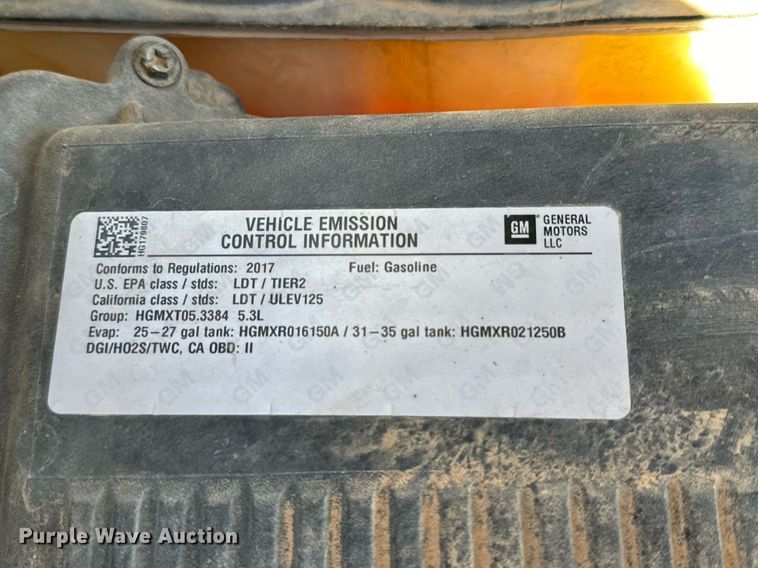 HG179807
VEHICLE EMISSION
CONTROL INFORMATION
GM
GENERAL
MOTORS
LLC
Conforms to Regulations: 2017 Fuel: Gasoline
U.S. EPA class / stds: LDT / TIER2
California class / stds: LDT / ULEV125
Group: HGMXT05.3384 5.3L
Evap: 25-27 gal tank: HGMXR016150A / 31-35 gal tank: HGMXR021250B
DGI/HO2S/TWC, CA OBD: II
Purple Wave Auction